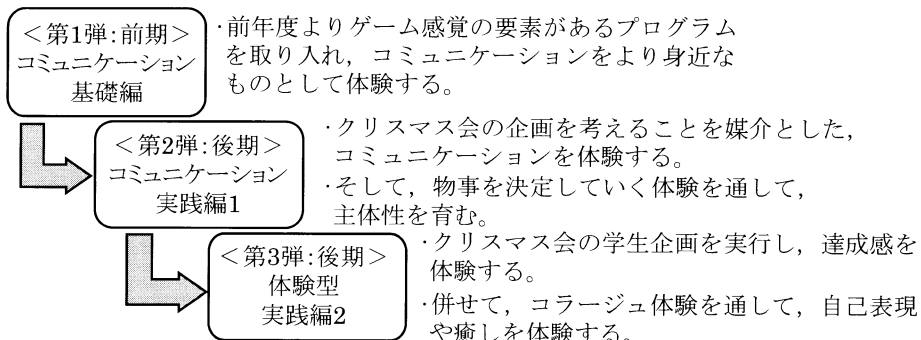 <第1弾:前期>
コミュニケーション
基礎編
·前年度よりゲーム感覚の要素があるプログラム
を取り入れ，コミュニケーションをより身近な
ものとして体験する。
<第2弾:後期>
コミュニケーション
実践編1
·クリスマス会の企画を考えることを媒介とした，
コミュニケーションを体験する。
·そして，物事を決定していく体験を通して，
主体性を育む。
<第3弾:後期>
体験型
実践編2
·クリスマス会の学生企画を実行し，達成感を
体験する。
·併せて，コラージュ体験を通して，自己表現
や癒しを体験する。